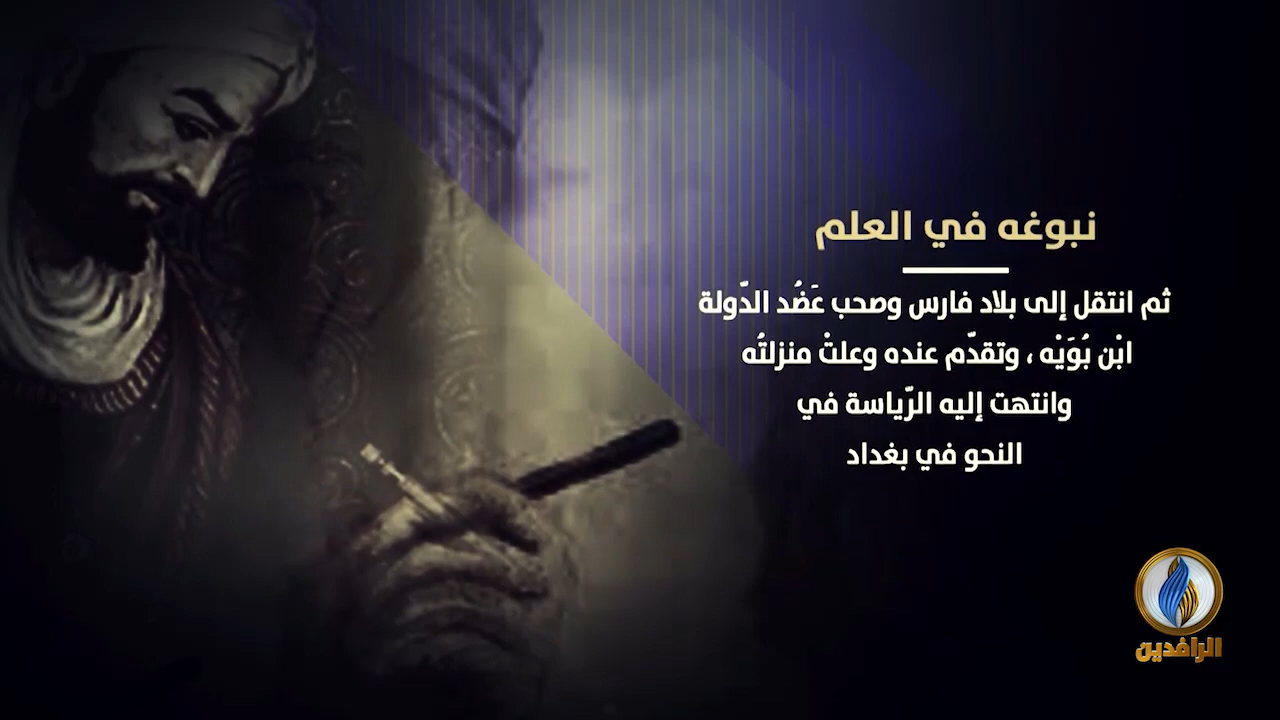 نبوغه في العلم
ثم انتقل إلى بلاد فارس وصحب عَضُد الدّولة
ابْن بُوَيْه ، وتقدّم عنده وعلتْ منزلتُه
وانتهت إليه الرّياسة في
النحو في بغداد
الرافدين